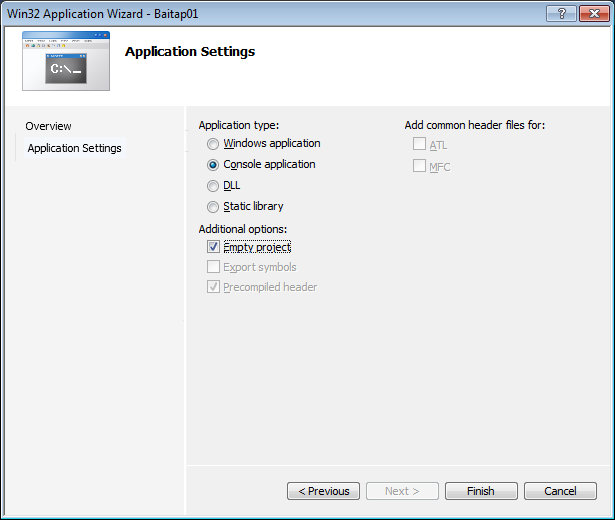 Win32 Application Wizard - Baitap01
Application Settings
C:\_
Overview
Application Settings
Application type:
Windows application
Console application
DLL
Static library
Additional options:
Empty project
Export symbols
Precompiled header
Add common header files for:
ATL
MFC
< Previous
Next >
Finish
Cancel